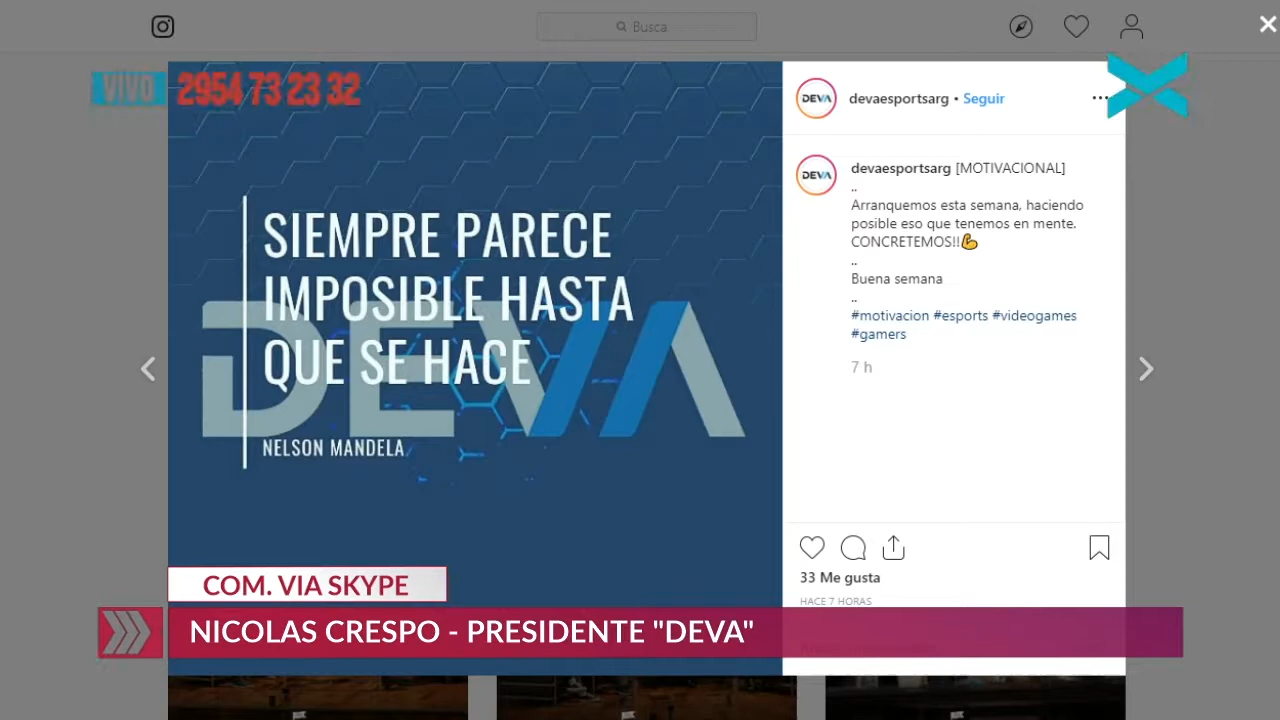 Busca
VIVO 2954 73 23 32
SIEMPRE PARECE
IMPOSIBLE HASTA
QUE SE HACE
DEVA
NELSON MANDELA
DEVA
devaesportsarg • Seguir
DEVA
devaesportsarg [MOTIVACIONAL]
..
Arranquemos esta semana, haciendo
posible eso que tenemos en mente.
CONCRETEMOS!!💪
..
Buena semana
..
#motivacion #esports #videogames
#gamers
7 h
33 Me gusta
HACE 7 HORAS
COM. VIA SKYPE
NICOLAS CRESPO - PRESIDENTE "DEVA"